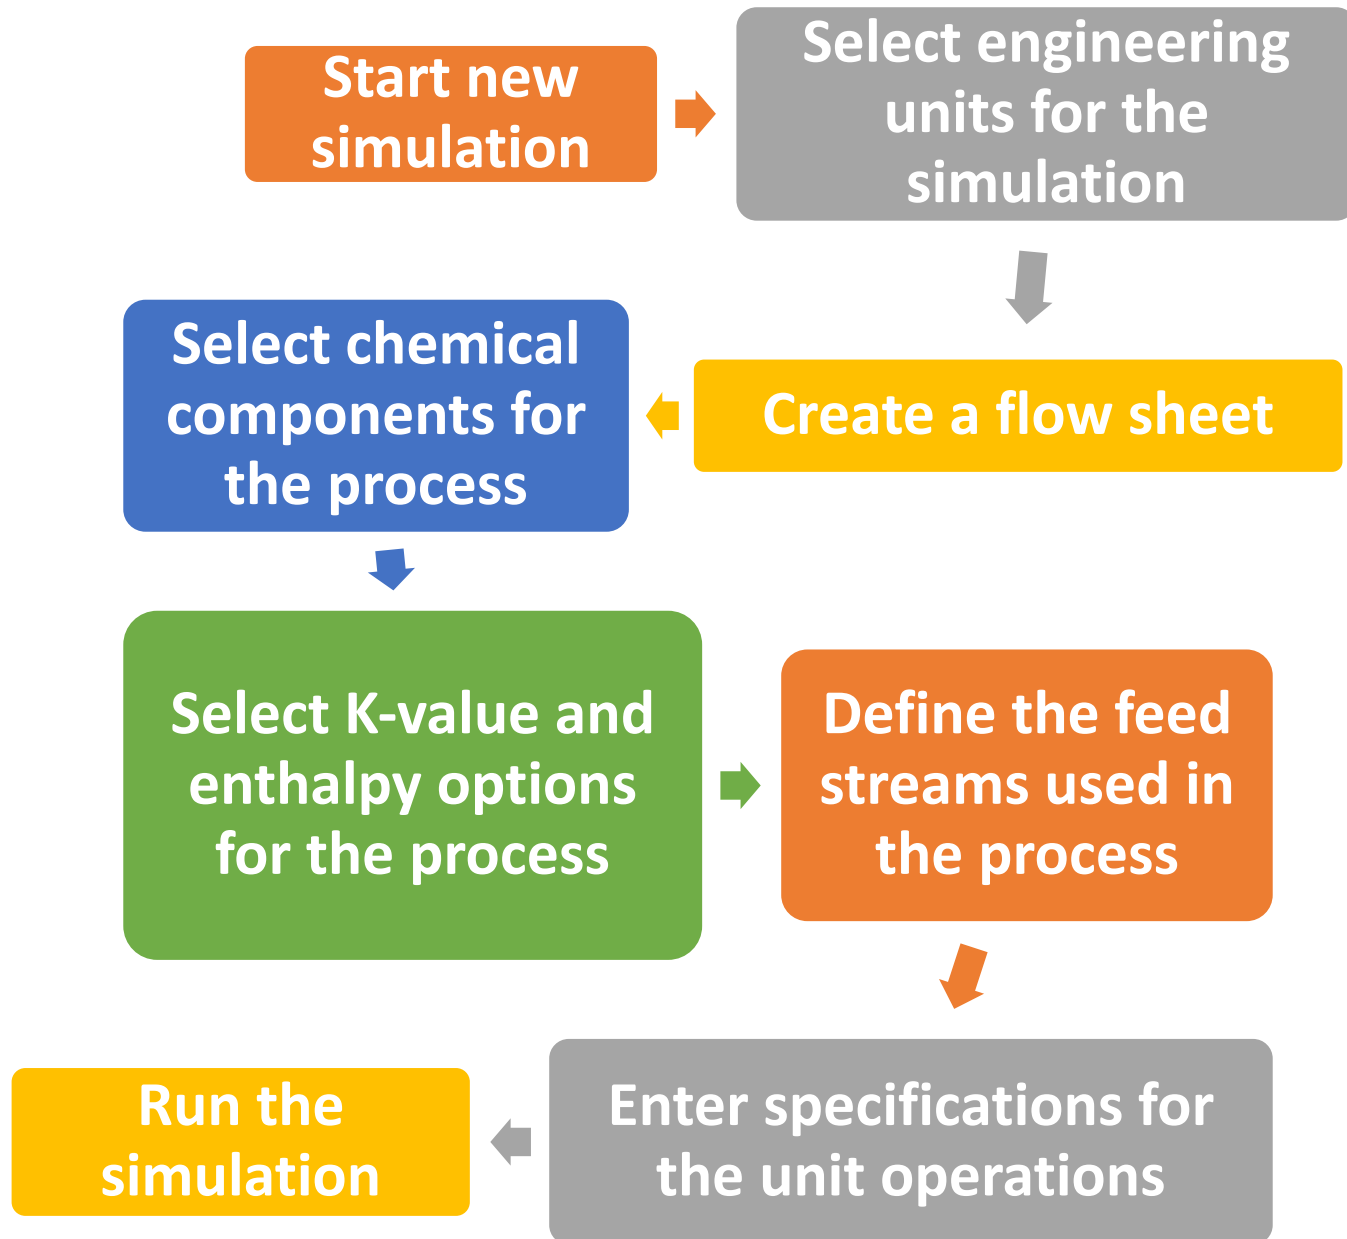 Start new
simulation
Select engineering
units for the
simulation
Create a flow sheet
Select chemical
components for
the process
Select K-value and
enthalpy options
for the process
Define the feed
streams used in
the process
Enter specifications for
the unit operations
Run the
simulation